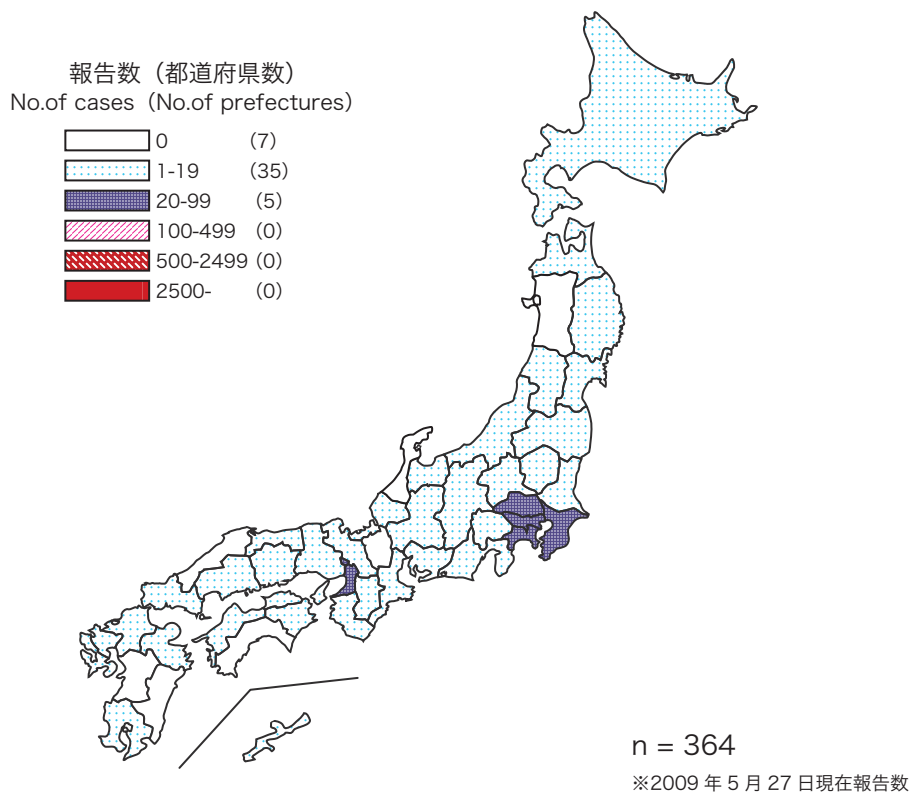 報告数（都道府県数）
No.of cases（No.of prefectures）
0 （7）
1-19 （35）
20-99 （5）
100-499 （0）
500-2499（0）
2500- （0）
n = 364
※2009 年 5 月 27 日現在報告数